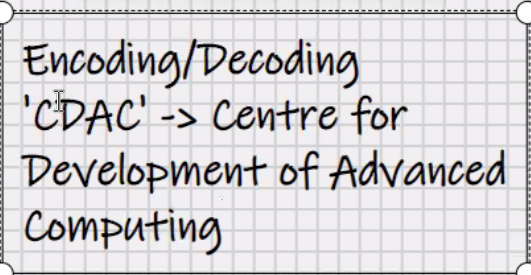 Encoding/Decoding
'CDAC' -> Centre for
Development of Advanced
Computing